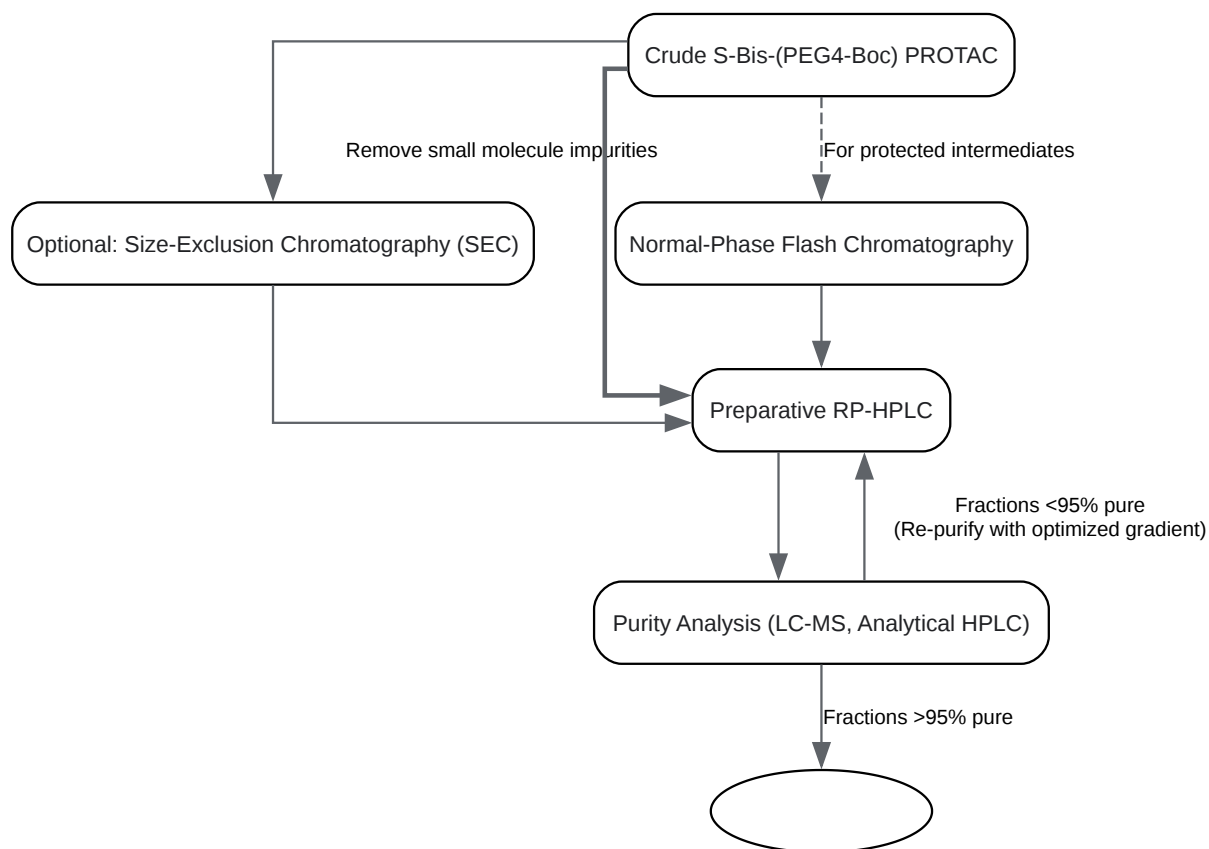 Crude S-Bis-(PEG4-Boc) PROTAC
Remove small molecule impurities
For protected intermediates
Optional: Size-Exclusion Chromatography (SEC)
Normal-Phase Flash Chromatography
Preparative RP-HPLC
Fractions <95% pure
(Re-purify with optimized gradient)
Purity Analysis (LC-MS, Analytical HPLC)
Fractions >95% pure